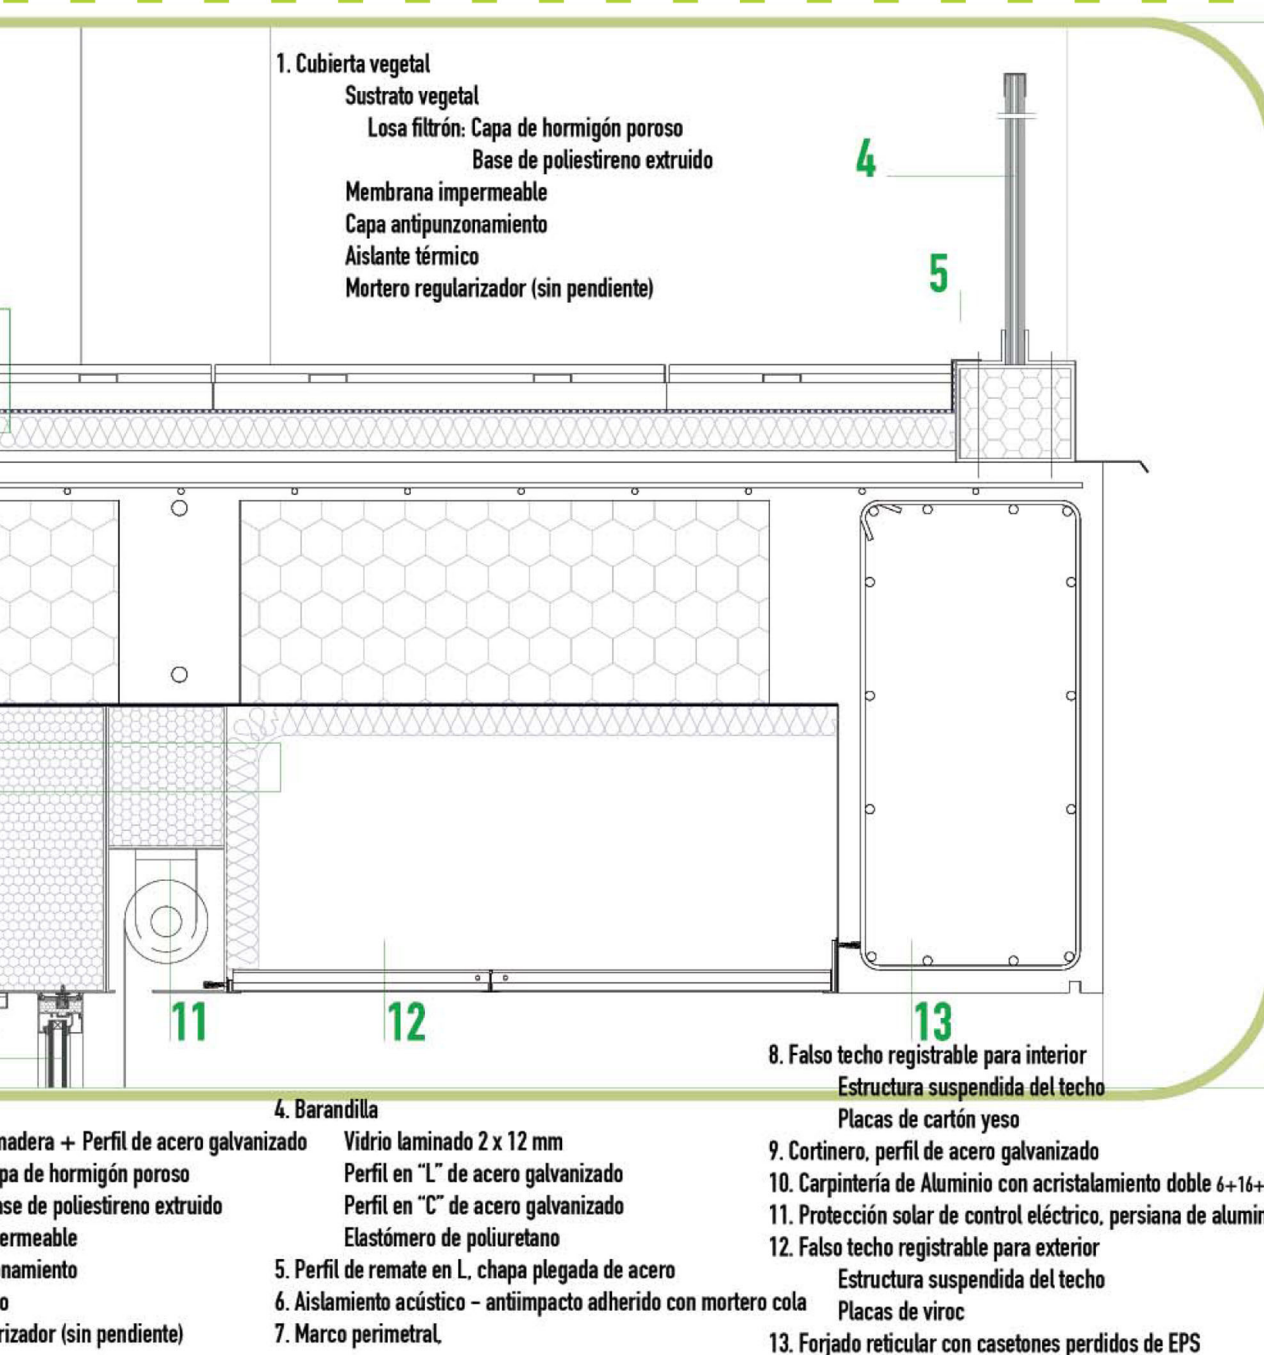 1. Cubierta vegetal
Sustrato vegetal
Losa filtrón: Capa de hormigón poroso
Base de poliestireno extruido
Membrana impermeable
Capa antipunzonamiento
Aislante térmico
Mortero regularizador (sin pendiente)
4
5
11
12
13
madera + Perfil de acero galvanizado
pa de hormigón poroso
ase de poliestireno extruido
ermeable
namiento
o
rizador (sin pendiente)
4. Barandilla
Vidrio laminado 2 x 12 mm
Perfil en “L” de acero galvanizado
Perfil en “C” de acero galvanizado
Elastómero de poliuretano
5. Perfil de remate en L, chapa plegada de acero
6. Aislamiento acústico – antiimpacto adherido con mortero cola
7. Marco perimetral,
8. Falso techo registrable para interior
Estructura suspendida del techo
Placas de cartón yeso
9. Cortinero, perfil de acero galvanizado
10. Carpintería de Aluminio con acristalamiento doble 6+16+
11. Protección solar de control eléctrico, persiana de alumin
12. Falso techo registrable para exterior
Estructura suspendida del techo
Placas de viroc
13. Forjado reticular con casetones perdidos de EPS